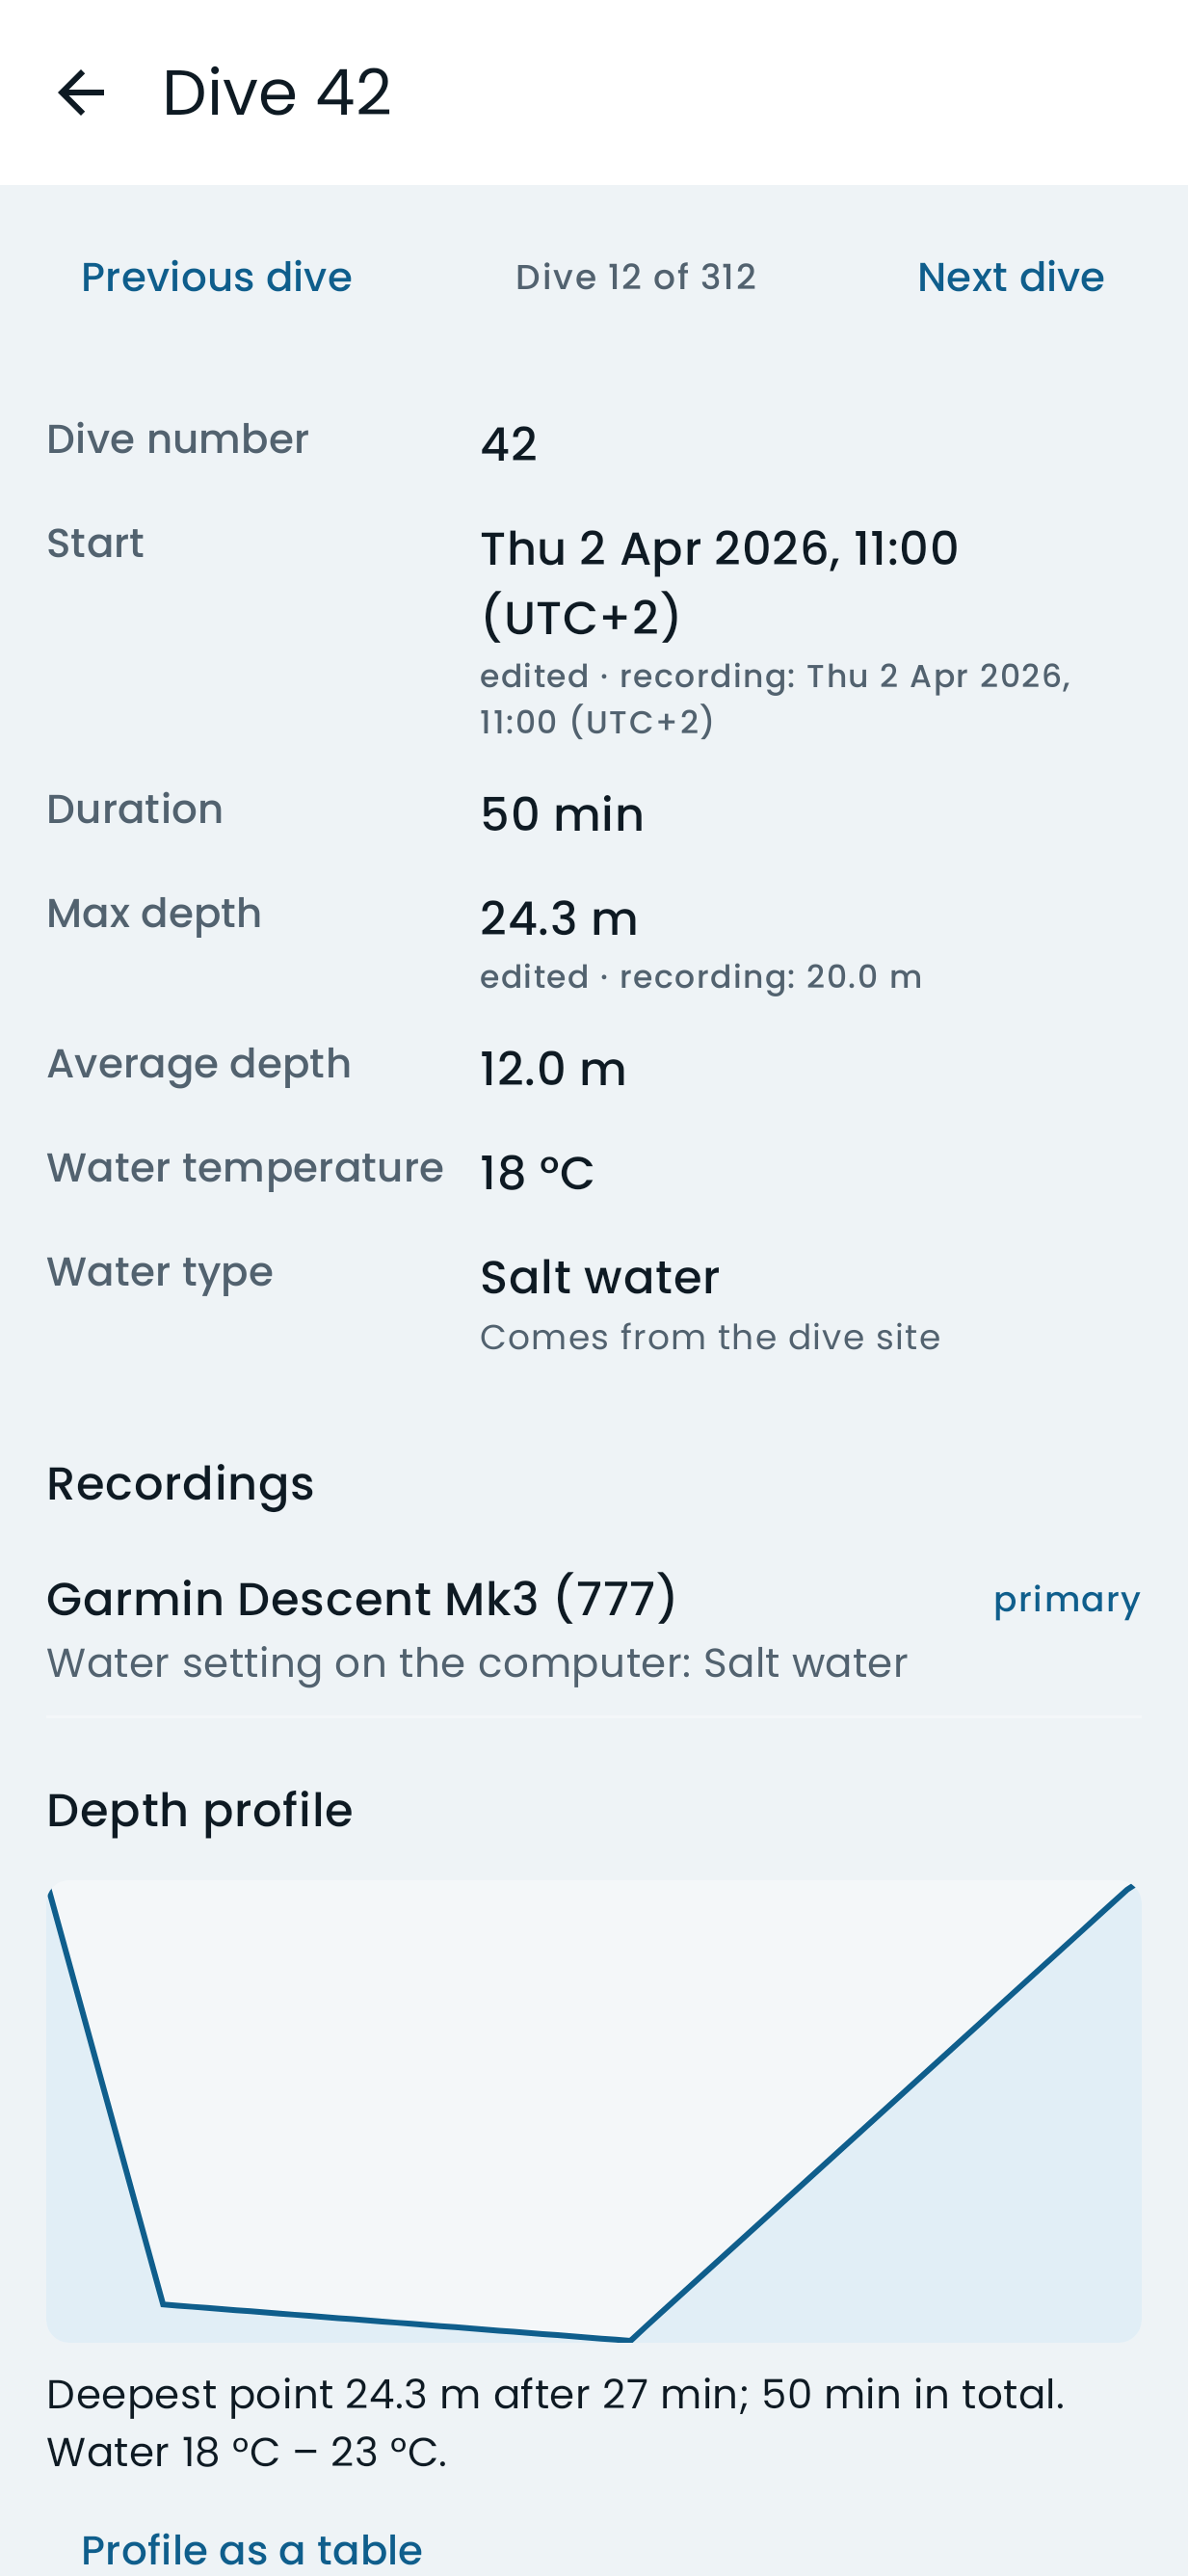 Dive 42
Previous dive
Dive 12 of 312
Next dive
Dive number
42
Start
Thu 2 Apr 2026, 11:00
(UTC+2)
edited · recording: Thu 2 Apr 2026,
11:00 (UTC+2)
Duration
50 min
Max depth
24.3 m
edited · recording: 20.0 m
Average depth
12.0 m
Water temperature
18 °C
Water type
Salt water
Comes from the dive site
Recordings
Garmin Descent Mk3 (777)
primary
Water setting on the computer: Salt water
Depth profile
Deepest point 24.3 m after 27 min; 50 min in total.
Water 18 °C – 23 °C.
Profile as a table